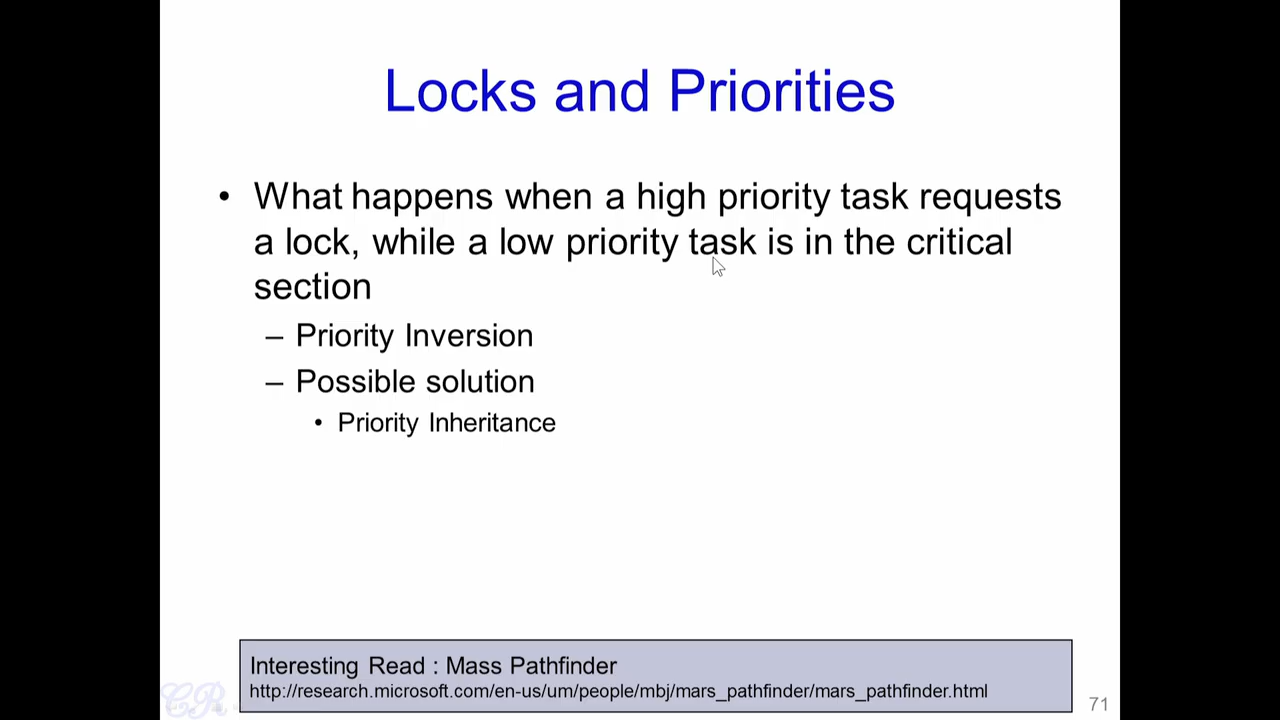 Locks and Priorities
• What happens when a high priority task requests
a lock, while a low priority task is in the critical
section
– Priority Inversion
– Possible solution
• Priority Inheritance
Interesting Read : Mass Pathfinder
http://research.microsoft.com/en-us/um/people/mbj/mars_pathfinder/mars_pathfinder.html
CR
71